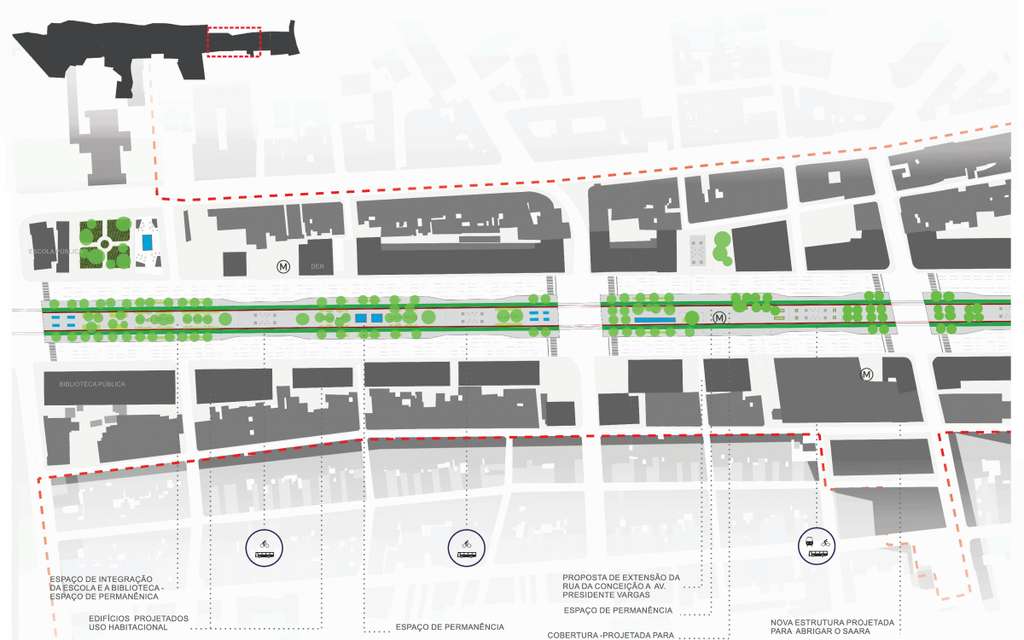 ESCOLA PÚBLICA
M
DER
M
M
BIBLIOTECA PÚBLICA
ESPAÇO DE INTEGRAÇÃO
DA ESCOLA E A BIBLIOTECA -
ESPAÇO DE PERMANÊNICA
EDIFÍCIOS PROJETADOS
USO HABITACIONAL
ESPAÇO DE PERMANÊNCIA
PROPOSTA DE EXTENSÃO DA
RUA DA CONCEIÇÃO A AV.
PRESIDENTE VARGAS
ESPAÇO DE PERMANÊNCIA
COBERTURA -PROJETADA PARA
NOVA ESTRUTURA PROJETADA
PARA ABRIGAR O SAARA